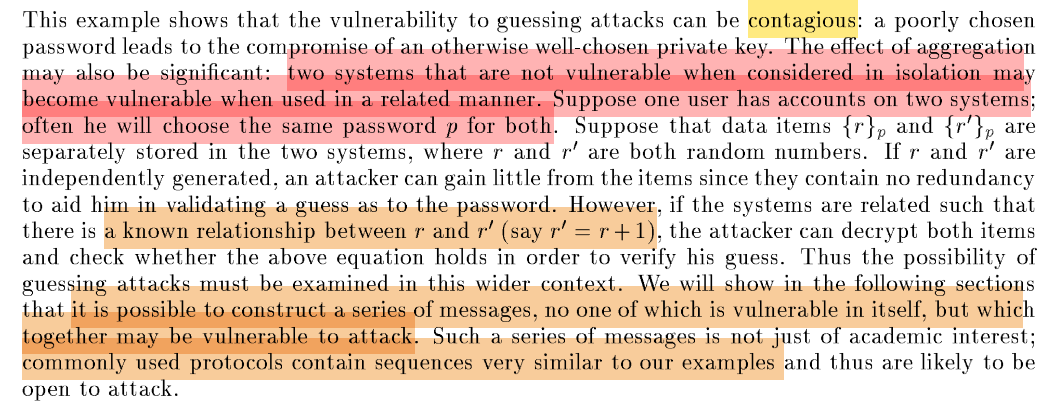 This example shows that the vulnerability to guessing attacks can be contagious: a poorly chosen
password leads to the compromise of an otherwise well-chosen private key. The effect of aggregation
may also be significant: two systems that are not vulnerable when considered in isolation may
become vulnerable when used in a related manner. Suppose one user has accounts on two systems;
often he will choose the same password p for both. Suppose that data items {r}ₚ and {r′}ₚ are
separately stored in the two systems, where r and r′ are both random numbers. If r and r′ are
independently generated, an attacker can gain little from the items since they contain no redundancy
to aid him in validating a guess as to the password. However, if the systems are related such that
there is a known relationship between r and r′ (say r′ = r + 1), the attacker can decrypt both items
and check whether the above equation holds in order to verify his guess. Thus the possibility of
guessing attacks must be examined in this wider context. We will show in the following sections
that it is possible to construct a series of messages, no one of which is vulnerable in itself, but which
together may be vulnerable to attack. Such a series of messages is not just of academic interest;
commonly used protocols contain sequences very similar to our examples and thus are likely to be
open to attack.